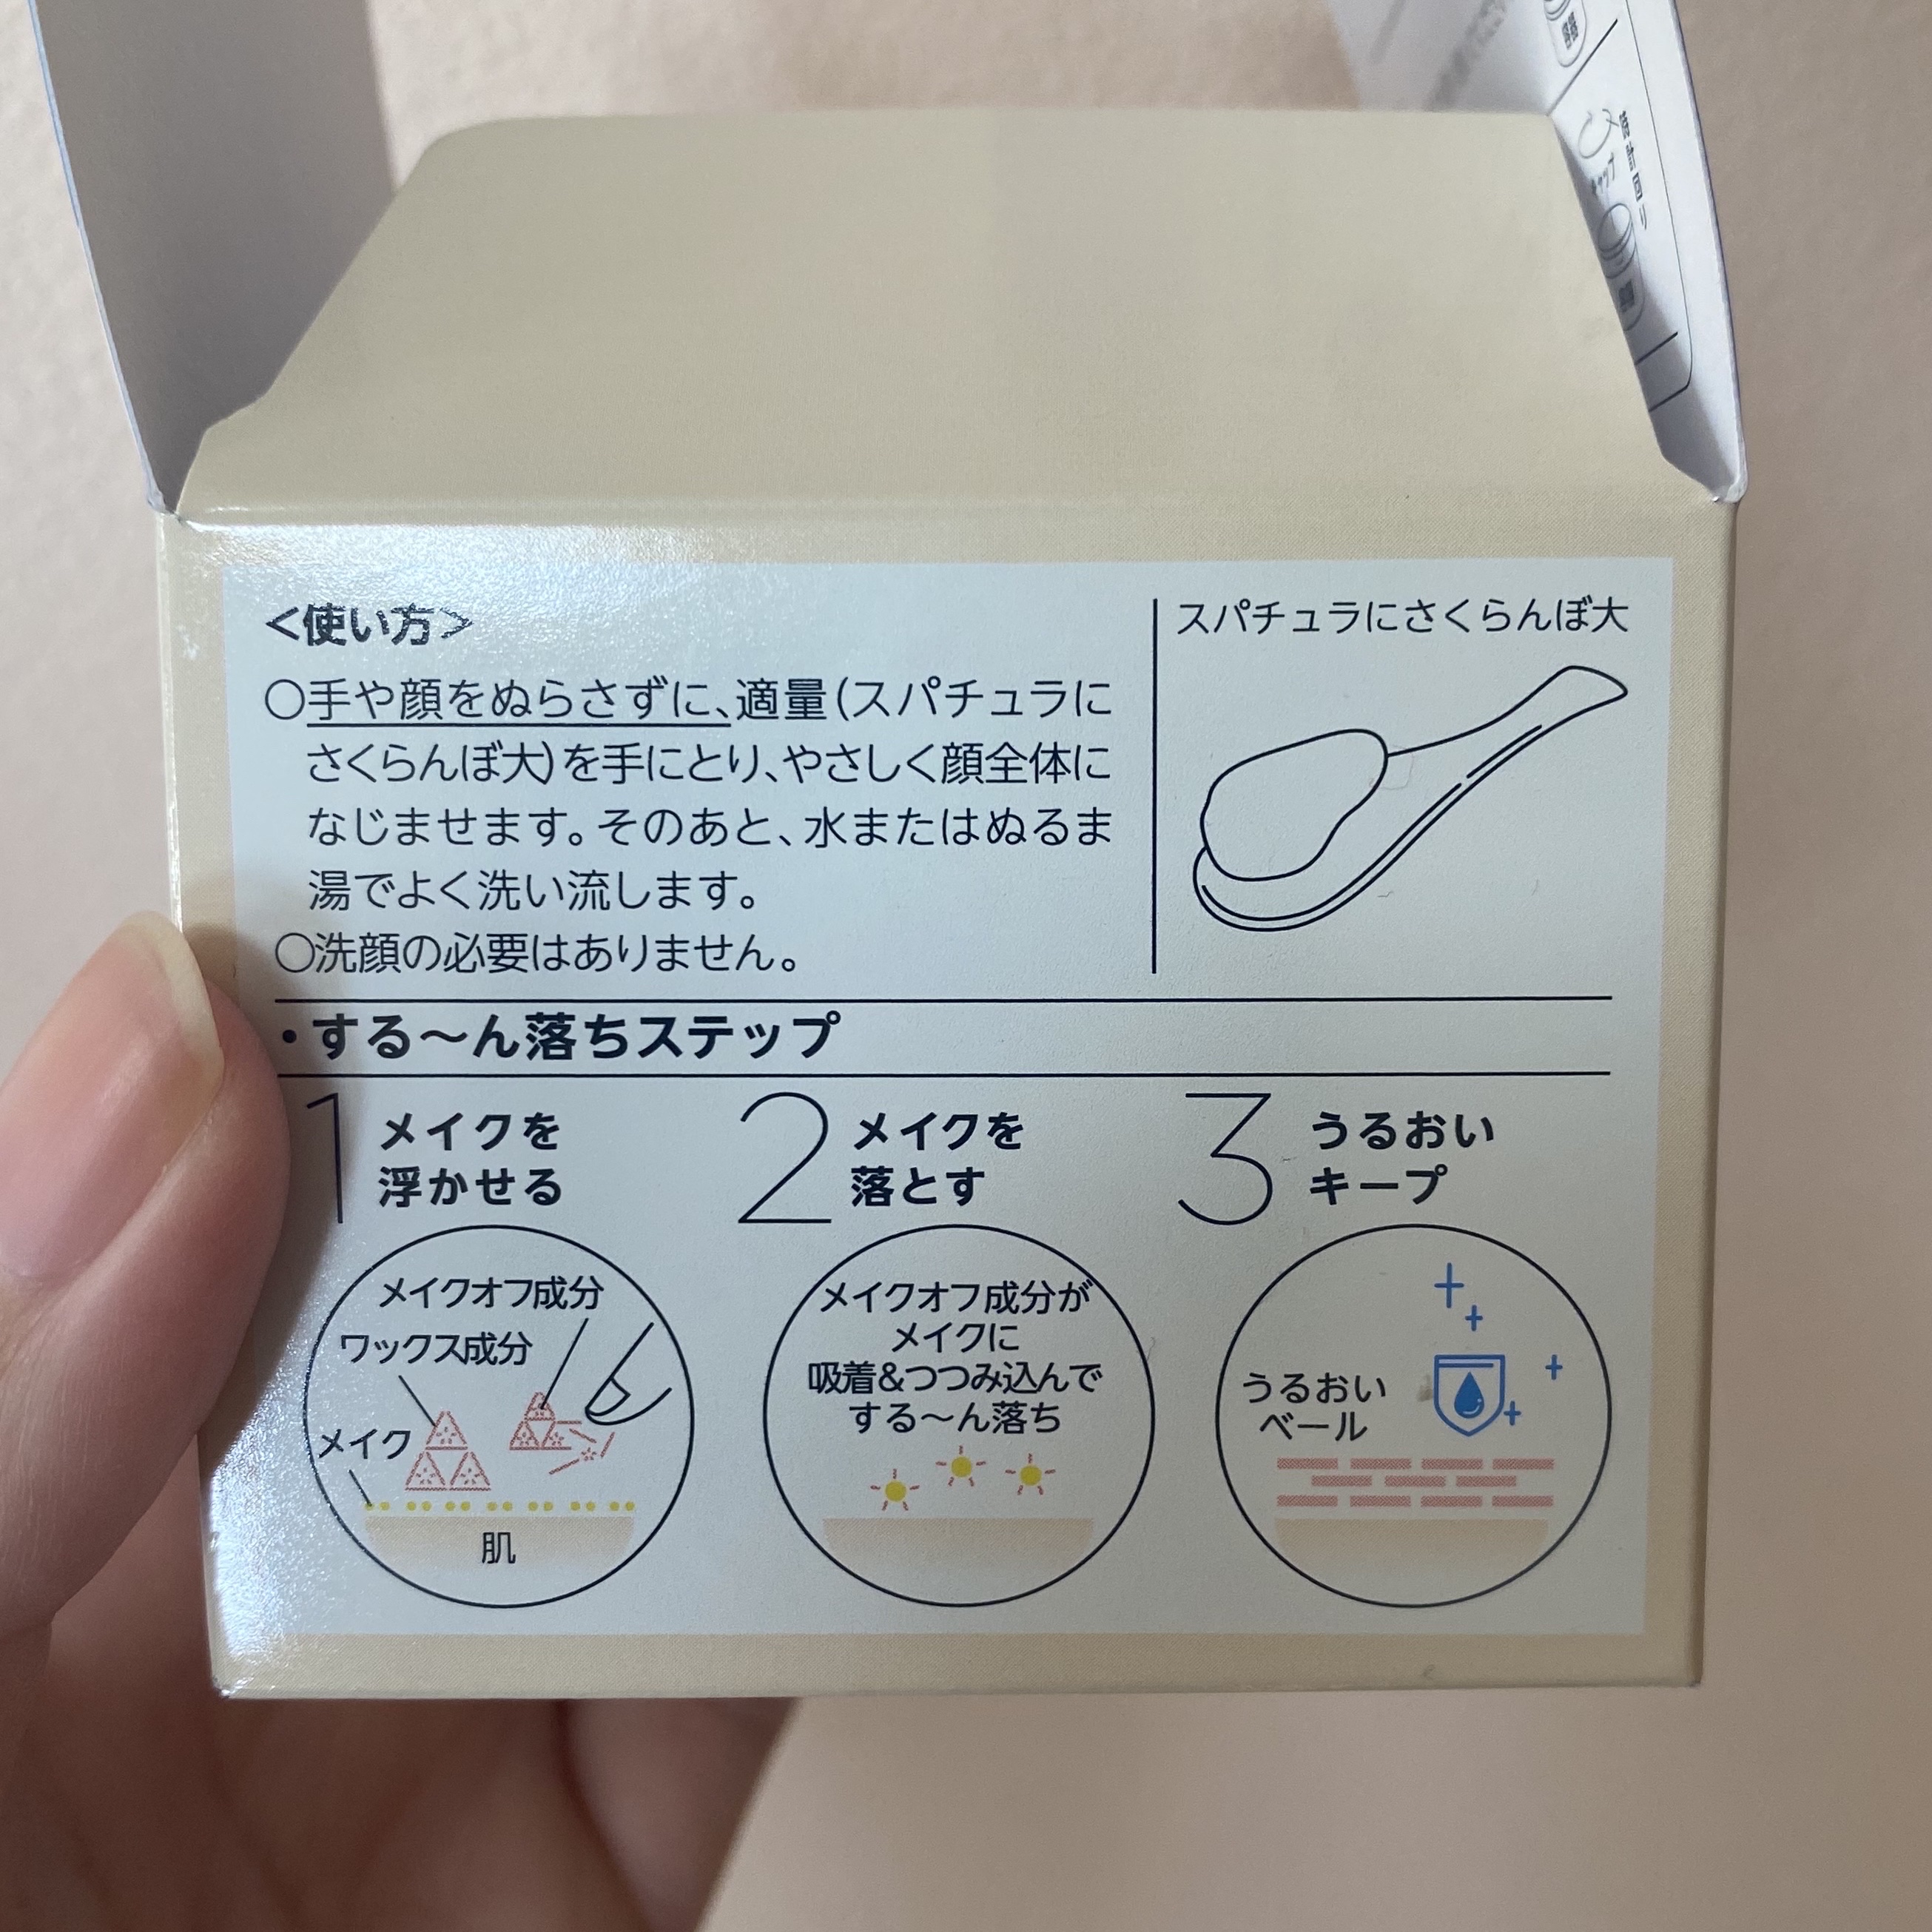 ＜使い方＞
○手や顔をぬらさずに、適量（スパチュラに
さくらんぼ大）を手にとり、やさしく顔全体に
なじませます。そのあと、水またはぬるま
湯でよく洗い流します。
○洗顔の必要はありません。
スパチュラにさくらんぼ大
・する〜ん落ちステップ
1 メイクを
浮かせる
メイクオフ成分
ワックス成分
メイク
肌
2 メイクを
落とす
メイクオフ成分が
メイクに
吸着&つつみ込んで
する〜ん落ち
3 うるおい
キープ
うるおい
ベール